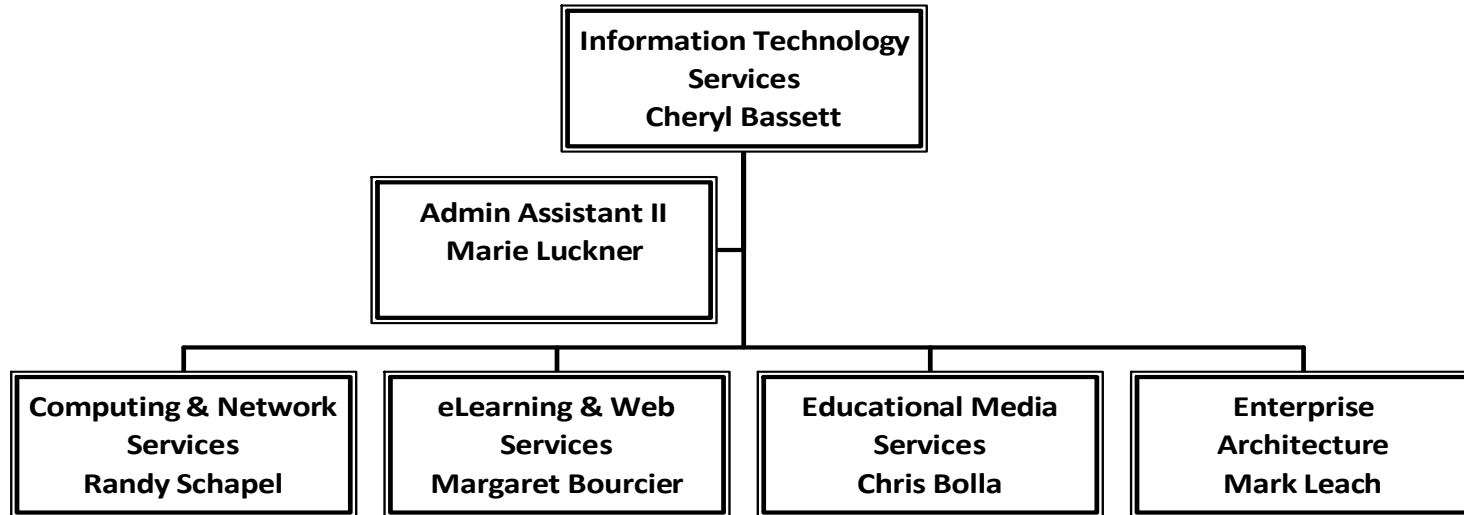 Information Technology
Services
Cheryl Bassett
Admin Assistant II
Marie Luckner
Computing & Network
Services
Randy Schapel
eLearning & Web
Services
Margaret Bourcier
Educational Media
Services
Chris Bolla
Enterprise
Architecture
Mark Leach